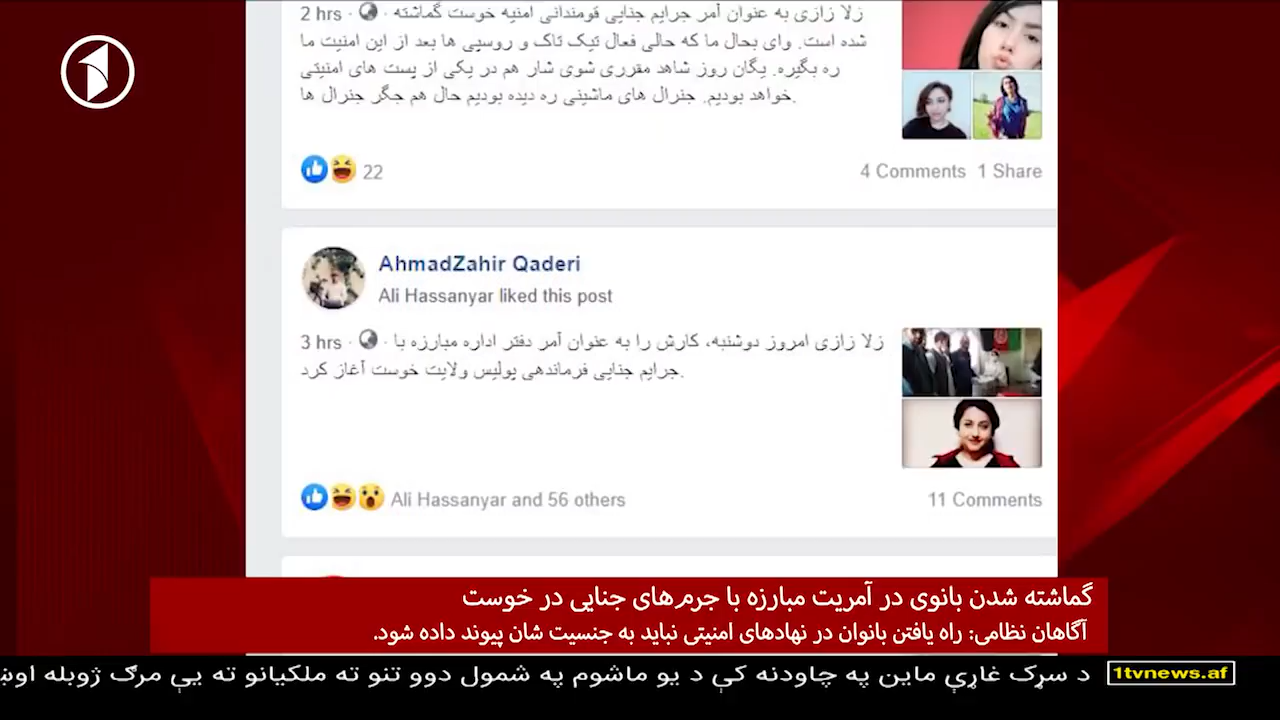 2 hrs · زلا زازی به عنوان آمر جرایم جنایی قومندانی امنیه خوست گماشته
شده است. وای بحال ما که حالی فعال تیک تاک و روسپی ها بعد از این امنیت ما
ره بگیره. یگان روز شاهد مقرری شوی شار هم در یکی از پست های امنیتی
خواهد بودیم. جنرال های ماشینی ره دیده بودیم حال هم جگر جنرال ها.
22
4 Comments 1 Share
AhmadZahir Qaderi
Ali Hassanyar liked this post
3 hrs · زلا زازی امروز دوشنبه، کارش را به عنوان آمر دفتر اداره مبارزه با
جرایم جنایی فرماندهی پولیس ولایت خوست آغاز کرد.
Ali Hassanyar and 56 others
11 Comments
گماشته شدن بانوی در آمریت مبارزه با جرم‌های جنایی در خوست
آگاهان نظامی: راه یافتن بانوان در نهادهای امنیتی نباید به جنسیت شان پیوند داده شود.
1tvnews.af
د سړک غاړې ماین په چاودنه کې د یو ماشوم په شمول دوو تنو ته ملکیانو ته یې مرګ ژوبله اوښ